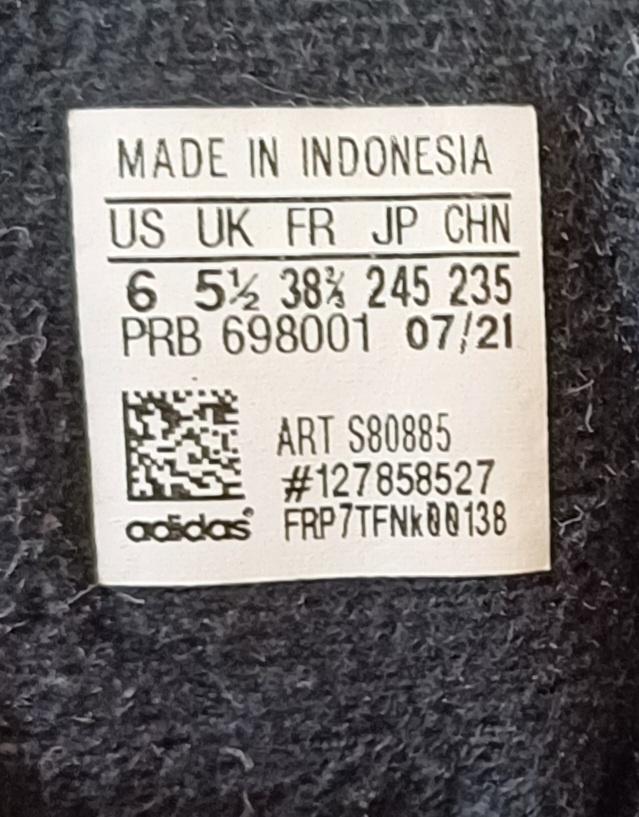 MADE IN INDONESIA
US UK FR JP CHN
6 5½ 38⅔ 245 235
PRB 698001 07/21
ART S80885
#127858527
adidas® FRP7TFNk00138